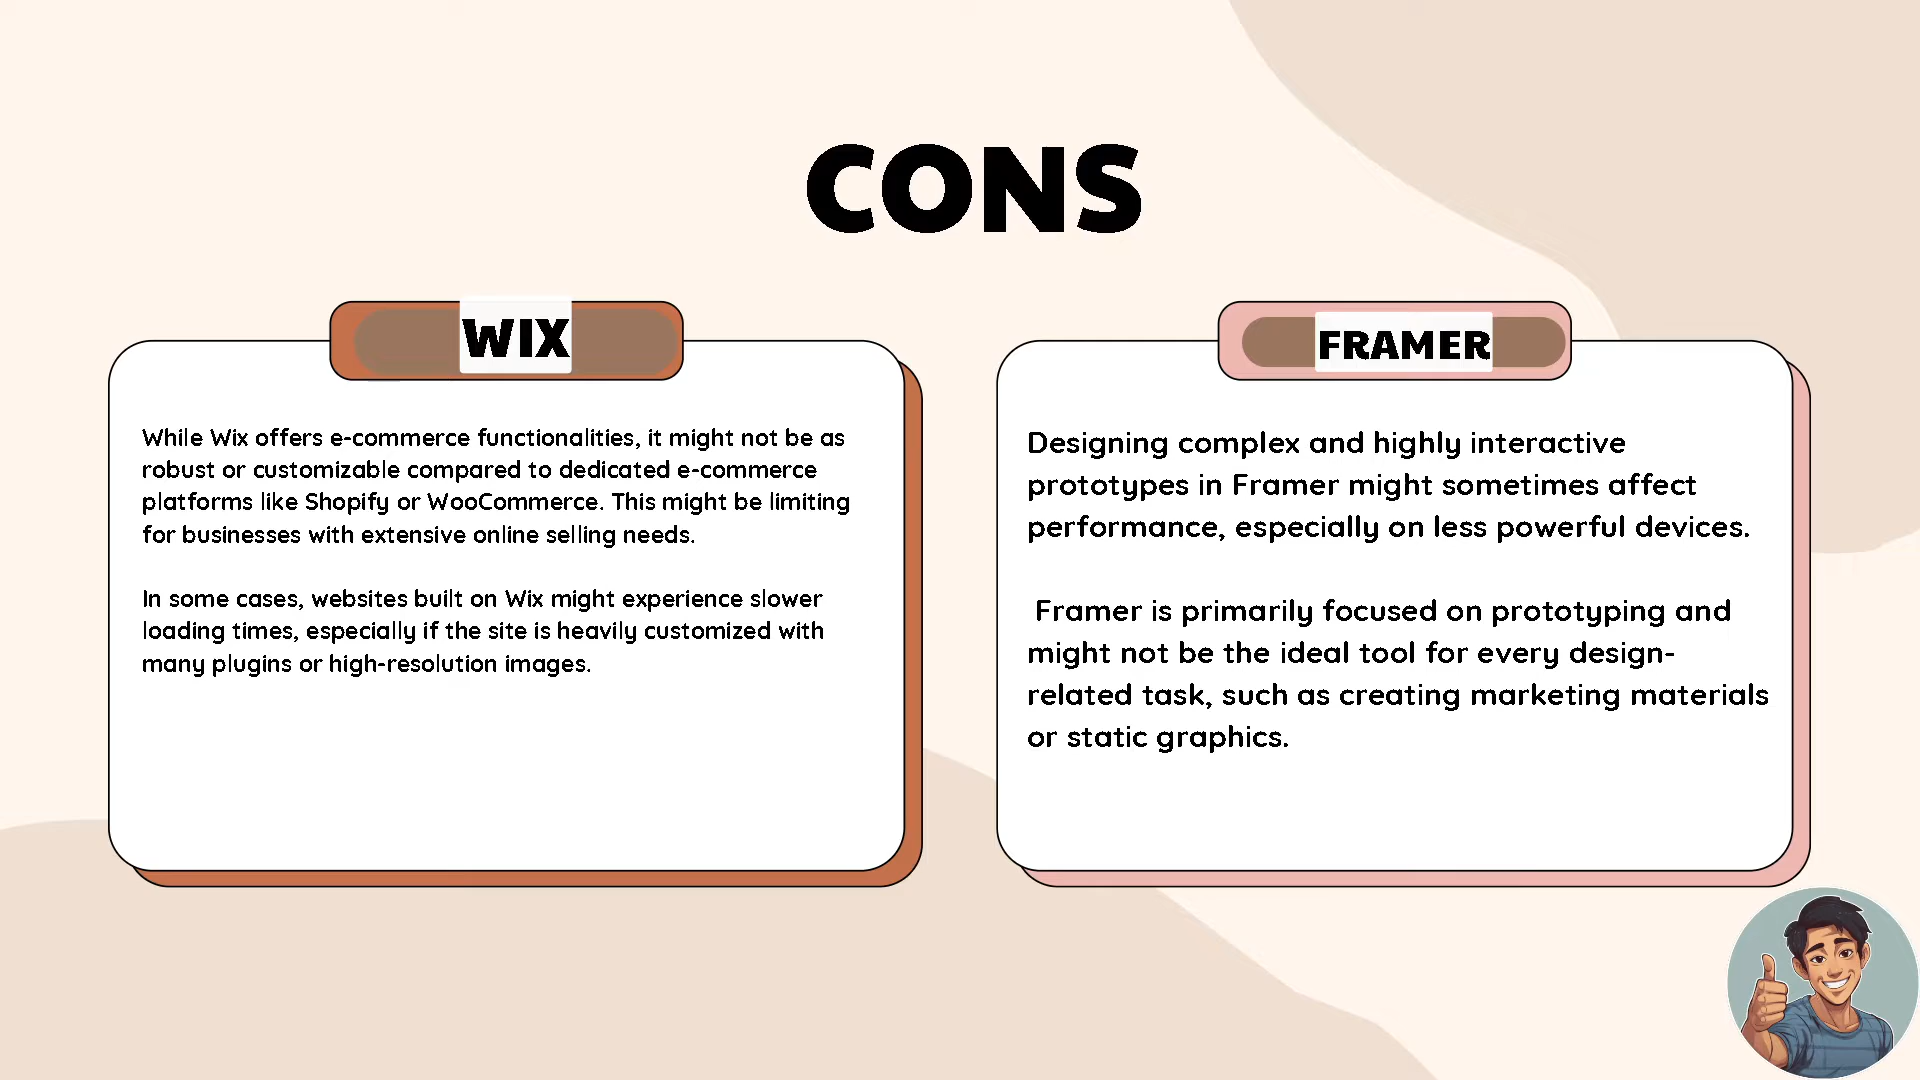 CONS
WIX
While Wix offers e-commerce functionalities, it might not be as
robust or customizable compared to dedicated e-commerce
platforms like Shopify or WooCommerce. This might be limiting
for businesses with extensive online selling needs.
In some cases, websites built on Wix might experience slower
loading times, especially if the site is heavily customized with
many plugins or high-resolution images.
FRAMER
Designing complex and highly interactive
prototypes in Framer might sometimes affect
performance, especially on less powerful devices.
Framer is primarily focused on prototyping and
might not be the ideal tool for every design-
related task, such as creating marketing materials
or static graphics.